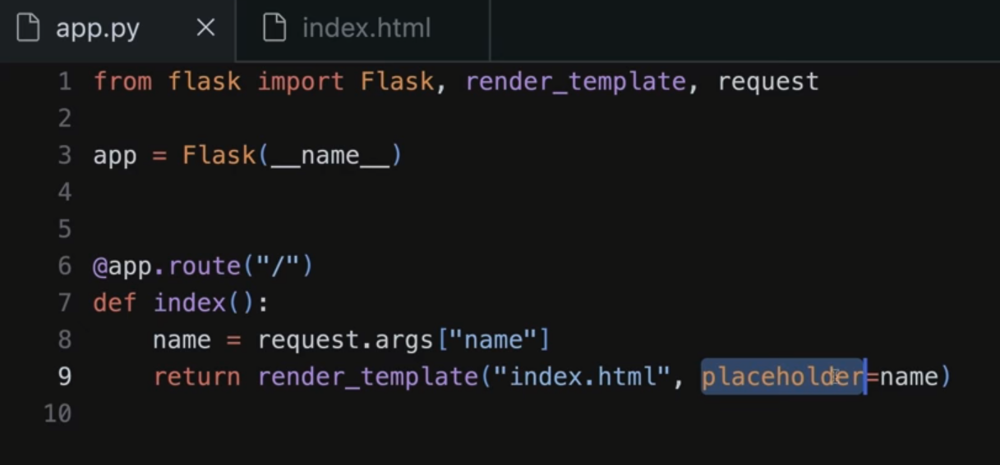 app.py × index.html
1 from flask import Flask, render_template, request
2
3 app = Flask(__name__)
4
5
6 @app.route("/")
7 def index():
8     name = request.args["name"]
9     return render_template("index.html", placeholder=name)
10